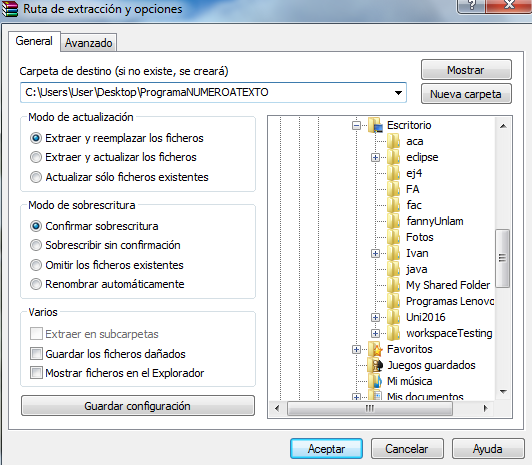 Ruta de extracción y opciones
General
Avanzado
Carpeta de destino (si no existe, se creará)
C:\Users\User\Desktop\ProgramaNUMEROATEXTO
Mostrar
Nueva carpeta
Modo de actualización
Extraer y reemplazar los ficheros
Extraer y actualizar los ficheros
Actualizar sólo ficheros existentes
Modo de sobrescritura
Confirmar sobrescritura
Sobrescribir sin confirmación
Omitir los ficheros existentes
Renombrar automáticamente
Varios
Extraer en subcarpetas
Guardar los ficheros dañados
Mostrar ficheros en el Explorador
Guardar configuración
Escritorio
aca
eclipse
ej4
FA
fac
fannyUnlam
Fotos
Ivan
java
My Shared Folder
Programas Lenovo
Uni2016
workspaceTesting
Favoritos
Juegos guardados
Mi música
Mis documentos
Aceptar
Cancelar
Ayuda